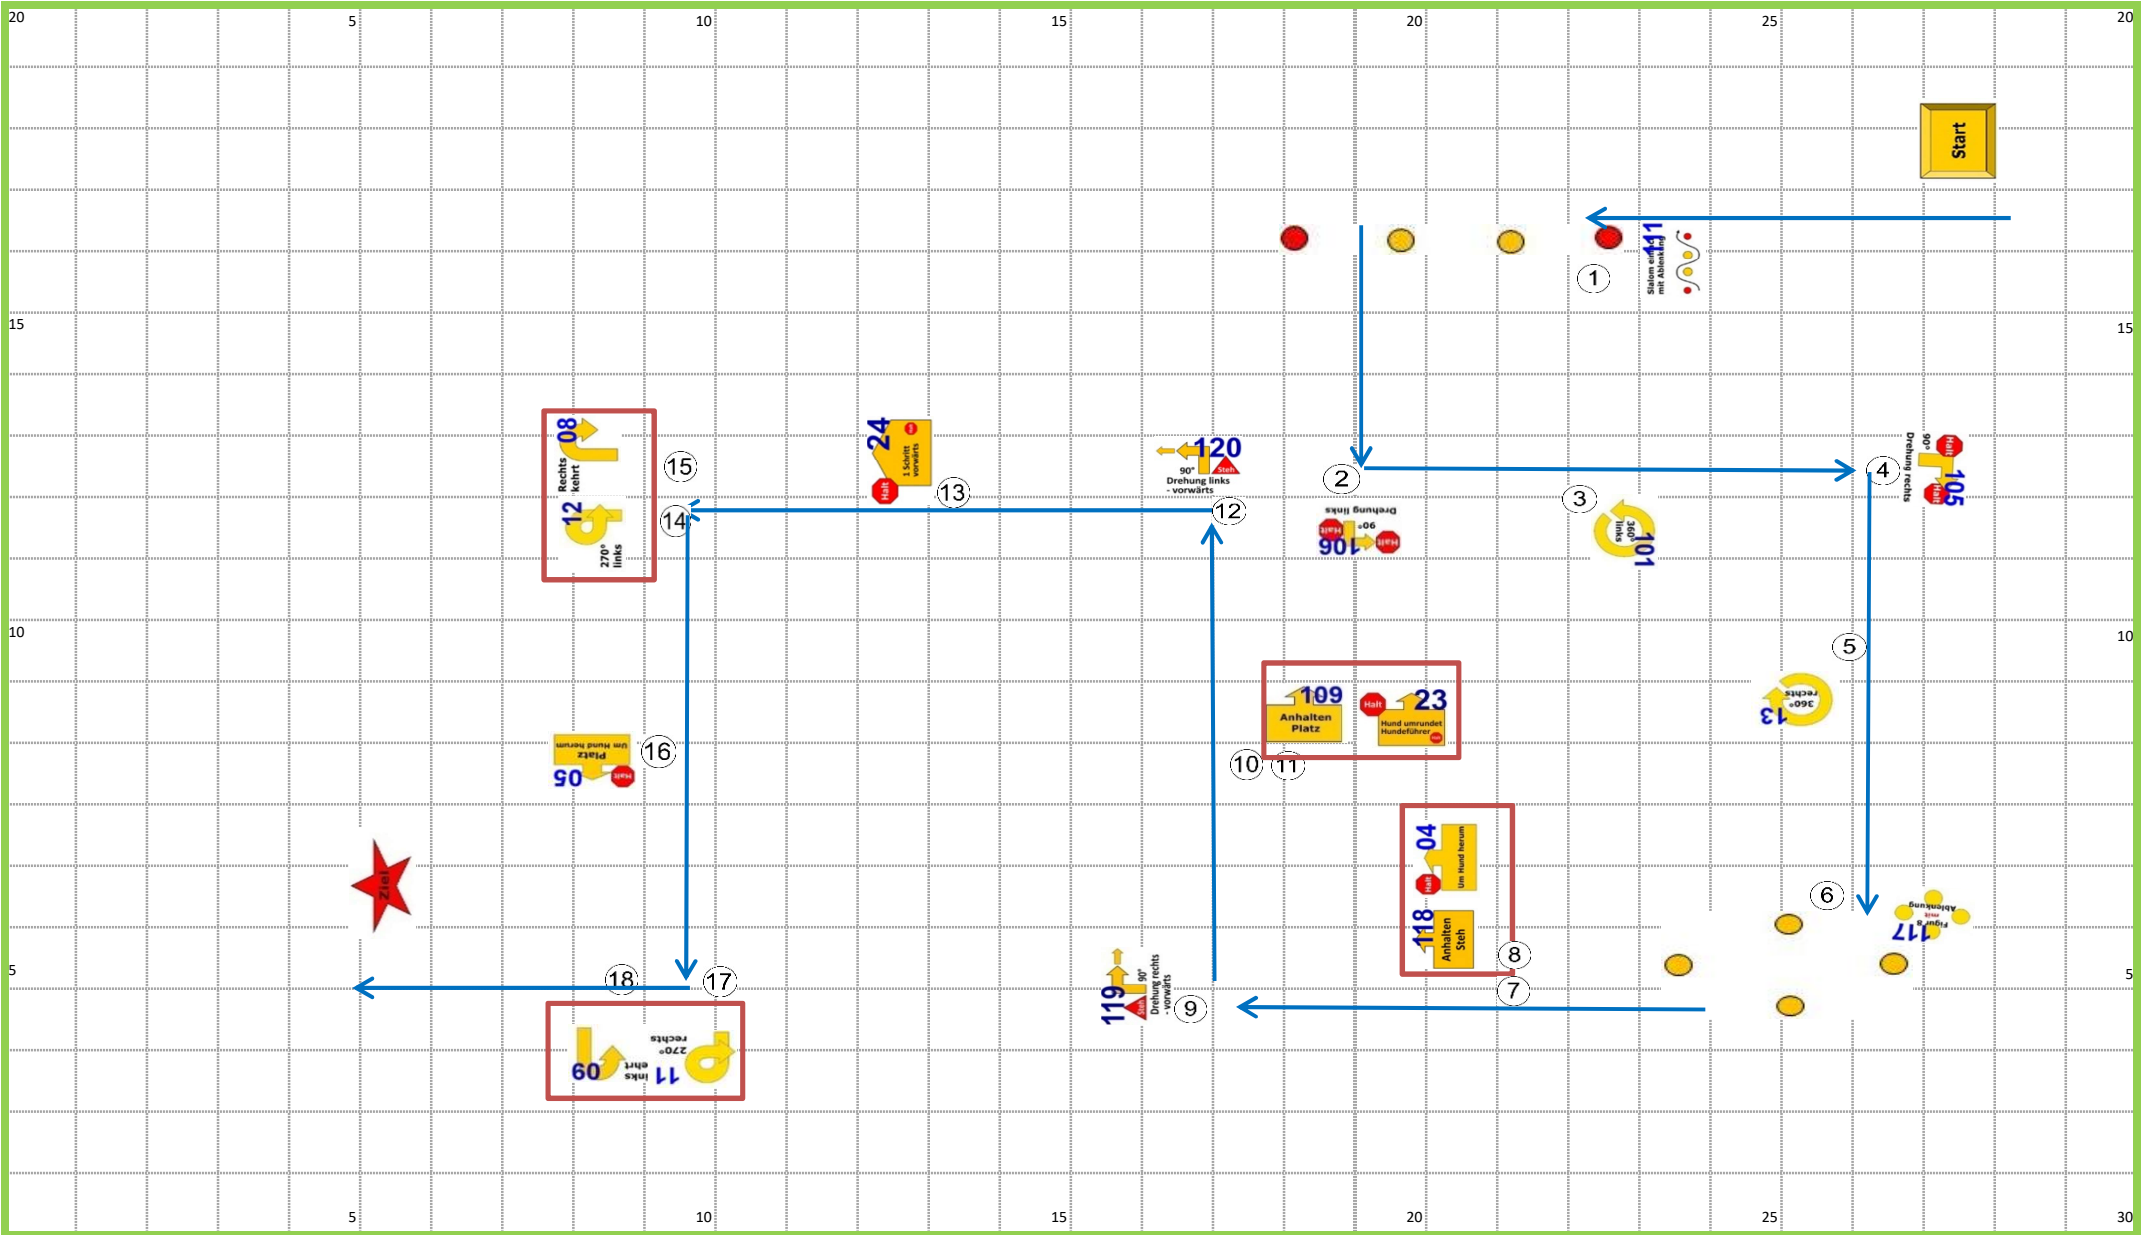 20 5 10 15 20 25 20
Start
111
Slalom
mit Ablenkung
1
15 15
08
Rechts
kehrt
15
24
1 Schritt
vorwärts
Halt
13
120
Steh
90°
Drehung links
- vorwärts
12
2
3
4
Halt
90°
Drehung rechts
Halt
105
12
270°
links
14
Drehung links
90°
Halt
Halt
106
360°
links
101
10 10
5
109
Anhalten
Platz
23
Halt
Hund umrundet
Hundeführer
360°
rechts
13
Um Hund herum
Platz
Halt
05
16
10 11
04
Um Hund herum
Halt
118
Anhalten
Steh
8
7
Ziel
6
Figur 8
mit
Ablenkung
117
5 5
18 17
119
Steh
90°
Drehung rechts
- vorwärts
9
09
inks
ehrt
11
270°
rechts
5 10 15 20 25 30